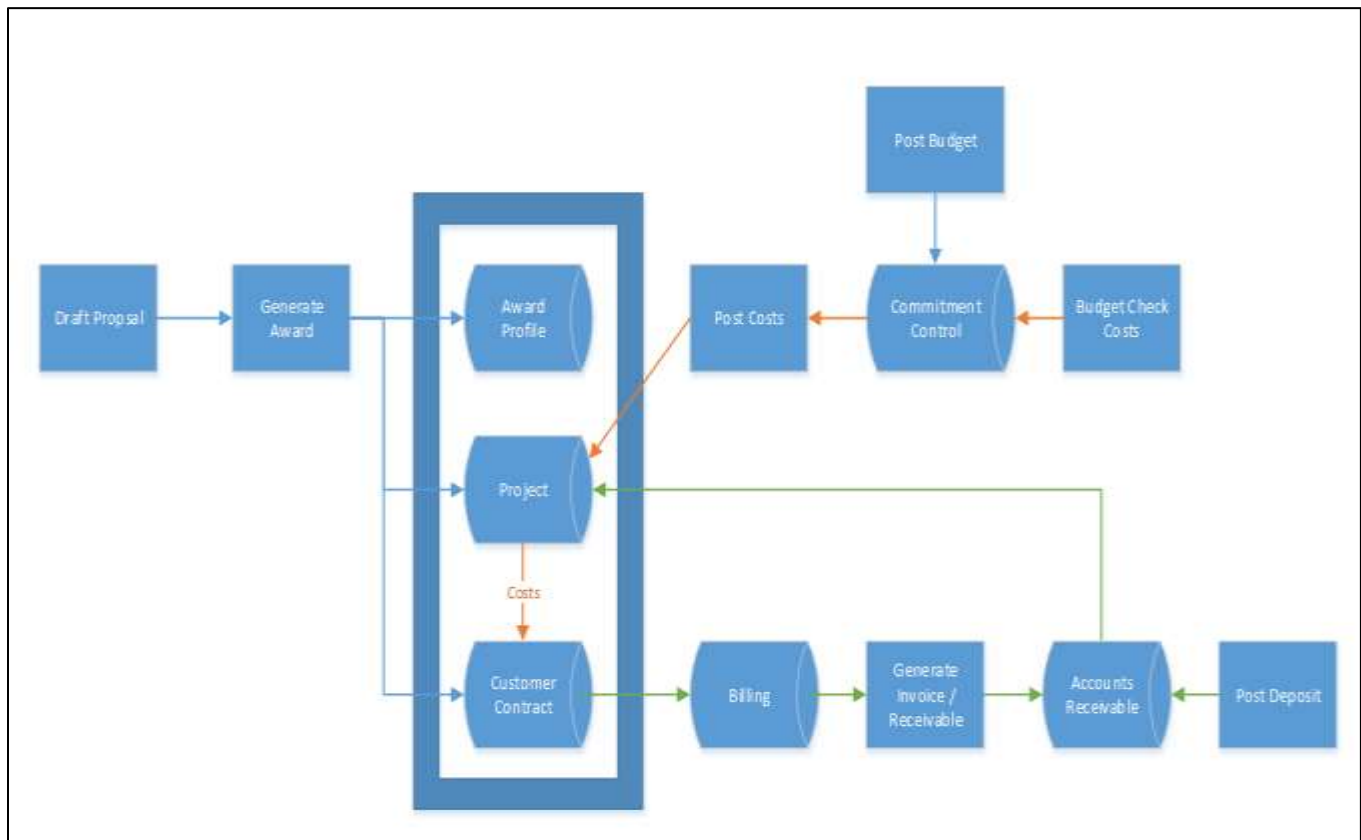 Post Budget
Draft Propsal
Generate
Award
Award
Profile
Post Costs
Commitment
Control
Budget Check
Costs
Project
Costs
Customer
Contract
Billing
Generate
Invoice /
Receivable
Accounts
Receivable
Post Deposit